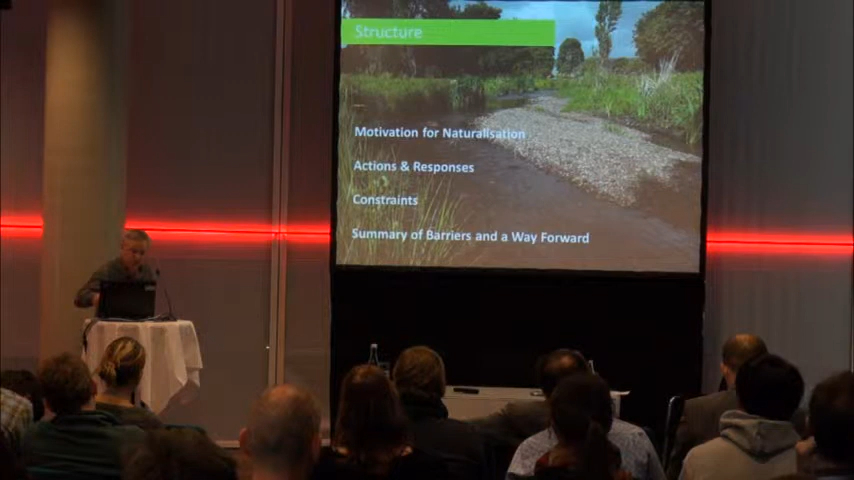 Structure
Motivation for Naturalisation
Actions & Responses
Constraints
Summary of Barriers and a Way Forward